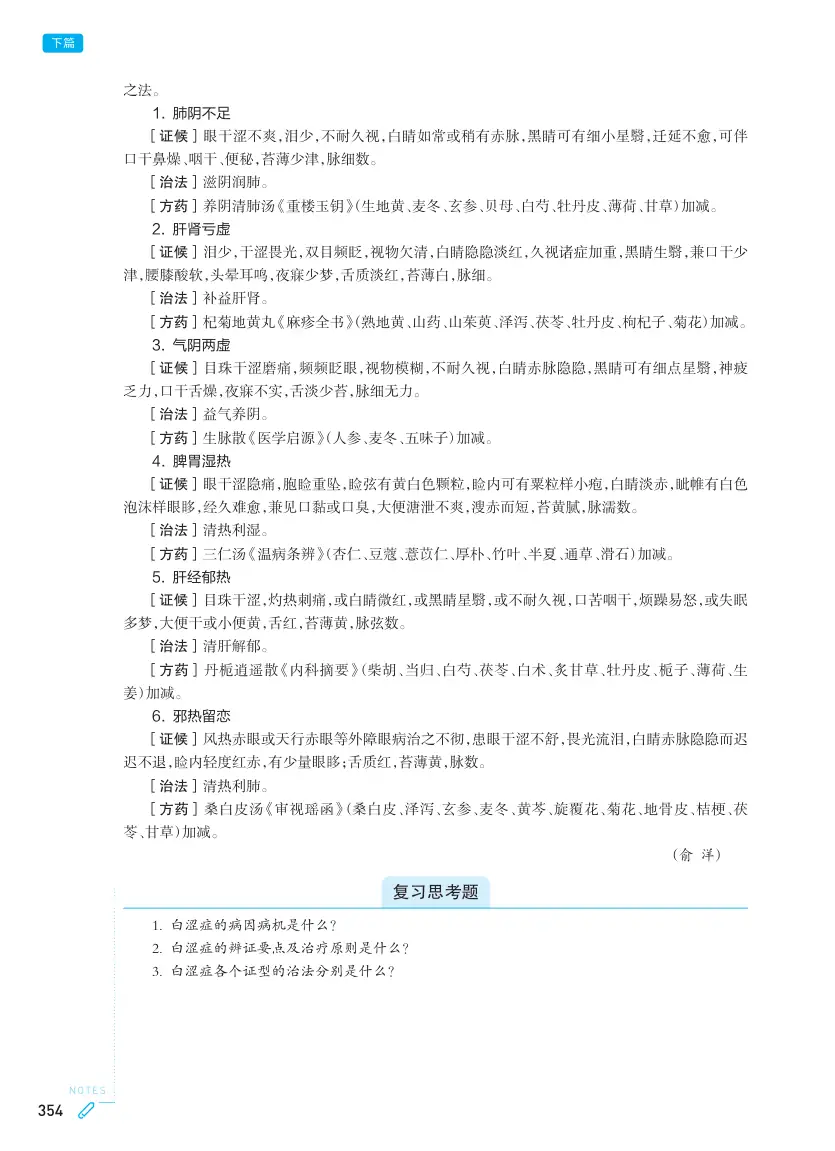 下篇
之法。
1. 肺阴不足
［证候］眼干涩不爽，泪少，不耐久视，白睛如常或稍有赤脉，黑睛可有细小星翳，迁延不愈，可伴
口干鼻燥、咽干、便秘，苔薄少津，脉细数。
［治法］滋阴润肺。
［方药］养阴清肺汤《重楼玉钥》（生地黄、麦冬、玄参、贝母、白芍、牡丹皮、薄荷、甘草）加减。
2. 肝肾亏虚
［证候］泪少，干涩畏光，双目频眨，视物欠清，白睛隐隐淡红，久视诸症加重，黑睛生翳，兼口干少
津，腰膝酸软，头晕耳鸣，夜寐少梦，舌质淡红，苔薄白，脉细。
［治法］补益肝肾。
［方药］杞菊地黄丸《麻疹全书》（熟地黄、山药、山茱萸、泽泻、茯苓、牡丹皮、枸杞子、菊花）加减。
3. 气阴两虚
［证候］目珠干涩磨痛，频频眨眼，视物模糊，不耐久视，白睛赤脉隐隐，黑睛可有细点星翳，神疲
乏力，口干舌燥，夜寐不实，舌淡少苔，脉细无力。
［治法］益气养阴。
［方药］生脉散《医学启源》（人参、麦冬、五味子）加减。
4. 脾胃湿热
［证候］眼干涩隐痛，胞睑重坠，睑弦有黄白色颗粒，睑内可有粟粒样小疱，白睛淡赤，眦帷有白色
泡沫样眼眵，经久难愈，兼见口黏或口臭，大便溏泄不爽，溲赤而短，苔黄腻，脉濡数。
［治法］清热利湿。
［方药］三仁汤《温病条辨》（杏仁、豆蔻、薏苡仁、厚朴、竹叶、半夏、通草、滑石）加减。
5. 肝经郁热
［证候］目珠干涩，灼热刺痛，或白睛微红，或黑睛星翳，或不耐久视，口苦咽干，烦躁易怒，或失眠
多梦，大便干或小便黄，舌红，苔薄黄，脉弦数。
［治法］清肝解郁。
［方药］丹栀逍遥散《内科摘要》（柴胡、当归、白芍、茯苓、白术、炙甘草、牡丹皮、栀子、薄荷、生
姜）加减。
6. 邪热留恋
［证候］风热赤眼或天行赤眼等外障眼病治之不彻，患眼干涩不舒，畏光流泪，白睛赤脉隐隐而迟
迟不退，睑内轻度红赤，有少量眼眵；舌质红，苔薄黄，脉数。
［治法］清热利肺。
［方药］桑白皮汤《审视瑶函》（桑白皮、泽泻、玄参、麦冬、黄芩、旋覆花、菊花、地骨皮、桔梗、茯
苓、甘草）加减。
（俞 洋）
复习思考题
1. 白涩症的病因病机是什么？
2. 白涩症的辨证要点及治疗原则是什么？
3. 白涩症各个证型的治法分别是什么？
NOTES
354